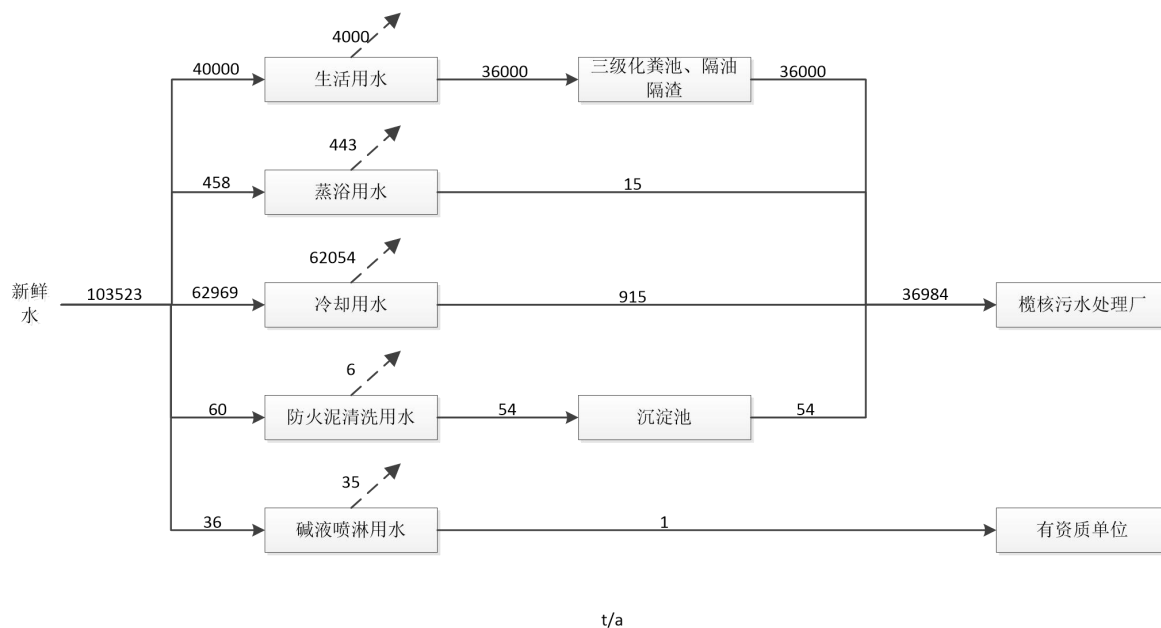 4000
40000
生活用水
36000
三级化粪池、隔油
隔渣
36000
443
458
蒸浴用水
15
62054
新鲜
水
103523
62969
冷却用水
915
36984
榄核污水处理厂
6
60
防火泥清洗用水
54
沉淀池
54
35
36
碱液喷淋用水
1
有资质单位
t/a